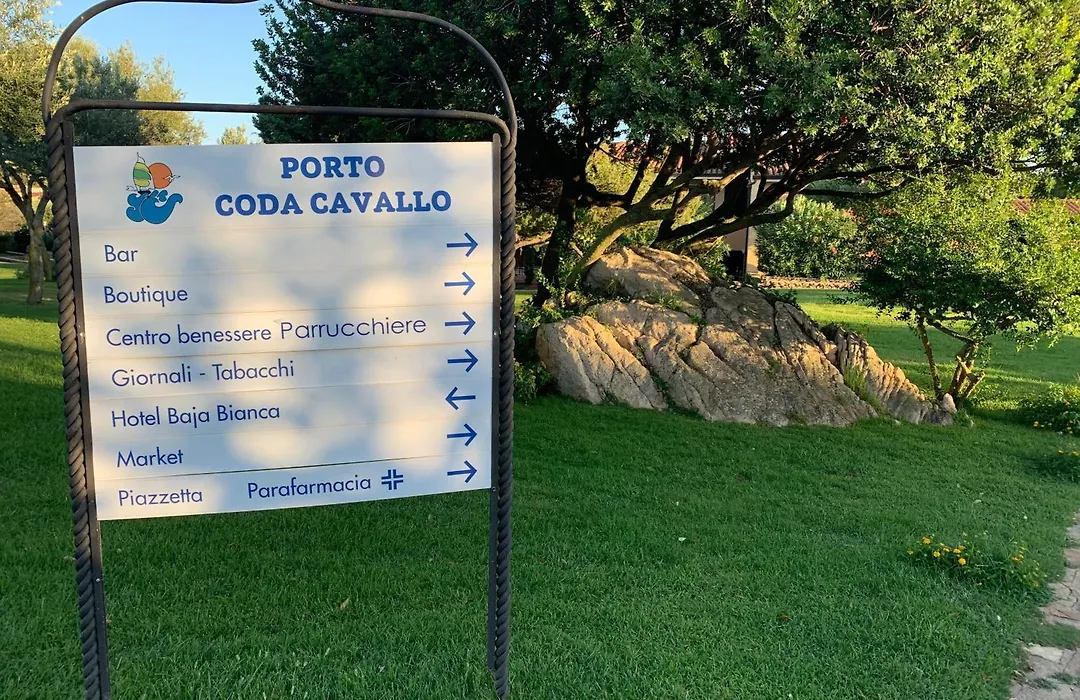 PORTO
CODA CAVALLO
Bar →
Boutique →
Centro benessere Parrucchiere →
Giornali - Tabacchi →
Hotel Baja Bianca ←
Market →
Piazzetta Parafarmacia →